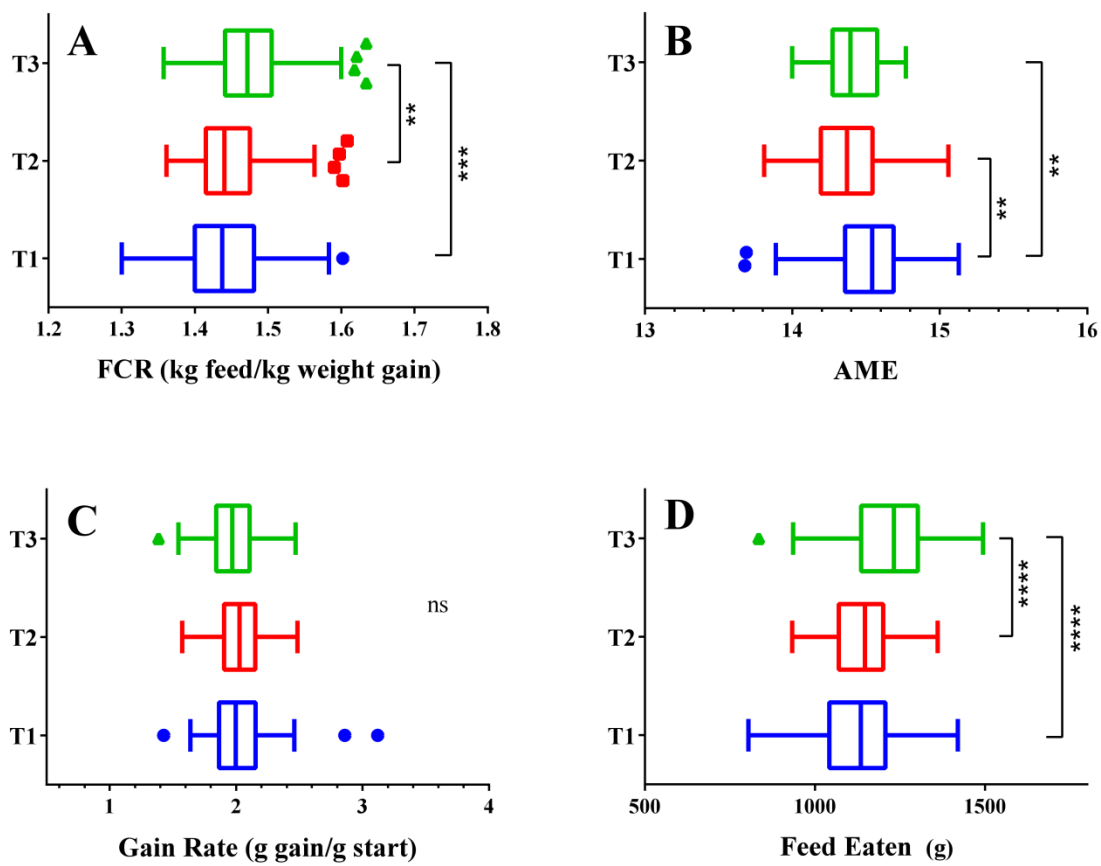 A
T3
T2
T1
**
***
1.2 1.3 1.4 1.5 1.6 1.7 1.8
FCR (kg feed/kg weight gain)
B
T3
T2
T1
**
**
13 14 15 16
AME
C
T3
T2
T1
ns
1 2 3 4
Gain Rate (g gain/g start)
D
T3
T2
T1
****
****
500 1000 1500
Feed Eaten (g)